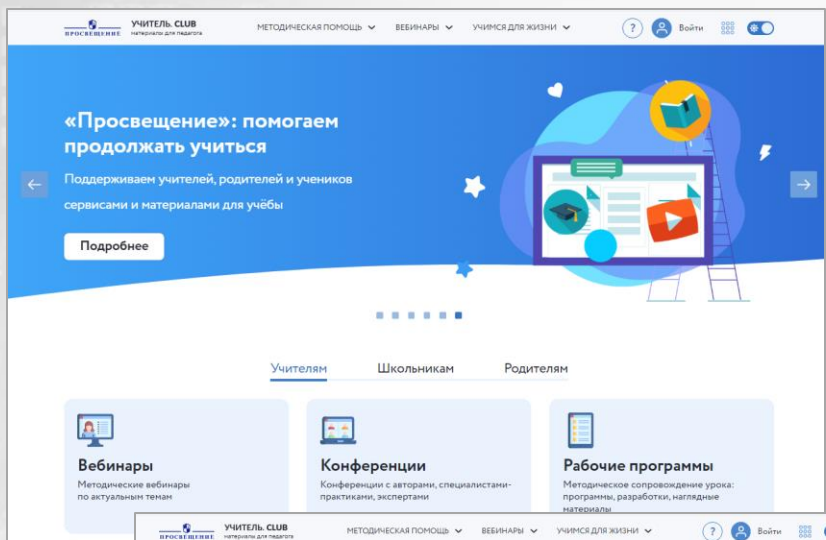 ПРОСВЕЩЕНИЕ
УЧИТЕЛЬ. CLUB
материалы для педагога
МЕТОДИЧЕСКАЯ ПОМОЩЬ
ВЕБИНАРЫ
УЧИМСЯ ДЛЯ ЖИЗНИ
?
Войти
«Просвещение»: помогаем
продолжать учиться
Поддерживаем учителей, родителей и учеников
сервисами и материалами для учёбы
Подробнее
Учителям
Школьникам
Родителям
Вебинары
Методические вебинары
по актуальным темам
Конференции
Конференции с авторами, специалистами-
практиками, экспертами
Рабочие программы
Методическое сопровождение урока:
программы, разработки, наглядные
материалы
ПРОСВЕЩЕНИЕ
УЧИТЕЛЬ. CLUB
материалы для педагога
МЕТОДИЧЕСКАЯ ПОМОЩЬ
ВЕБИНАРЫ
УЧИМСЯ ДЛЯ ЖИЗНИ
?
Войти